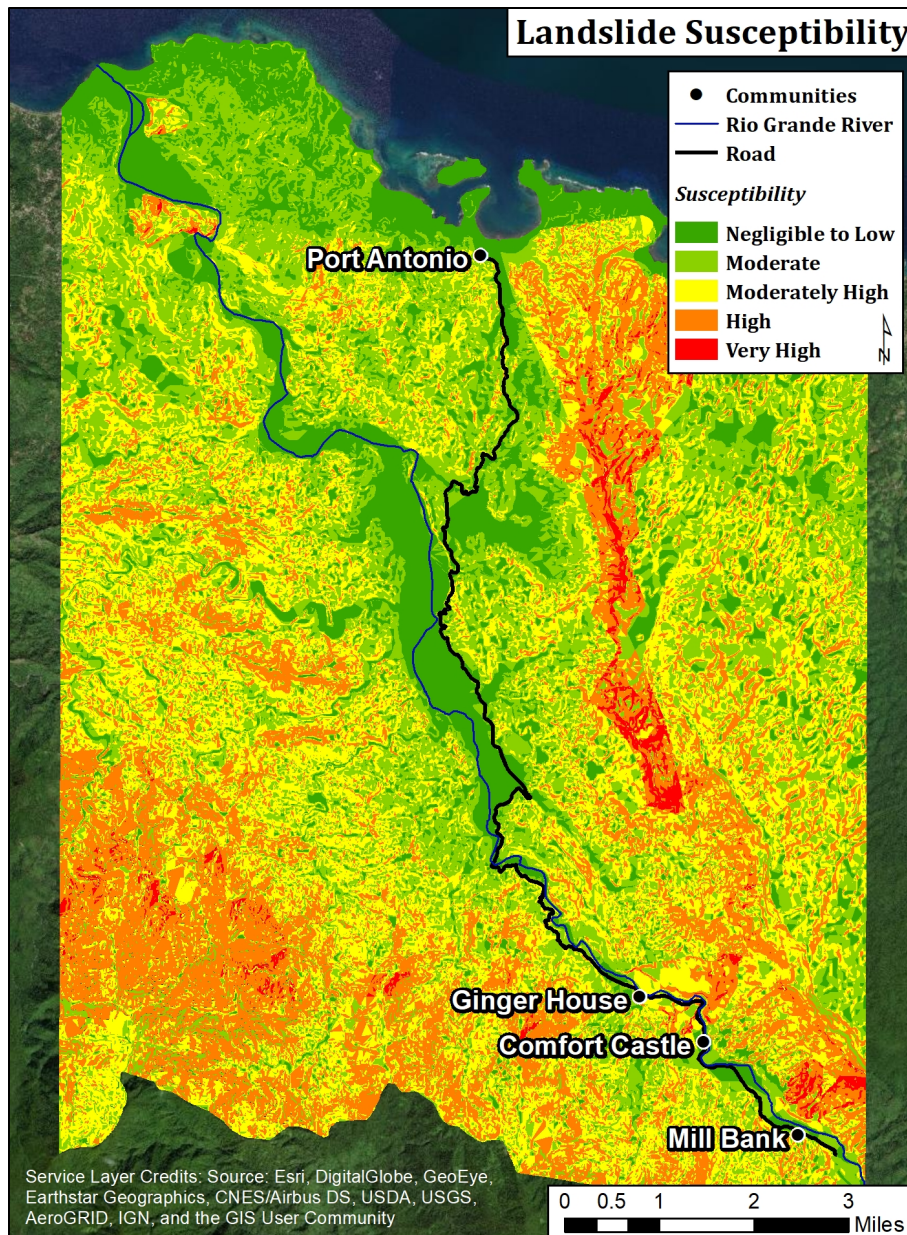 Landslide Susceptibility
Communities
Rio Grande River
Road
Susceptibility
Negligible to Low
Moderate
Moderately High
High
Very High
N
Port Antonio
Ginger House
Comfort Castle
Mill Bank
Service Layer Credits: Source: Esri, DigitalGlobe, GeoEye,
Earthstar Geographics, CNES/Airbus DS, USDA, USGS,
AeroGRID, IGN, and the GIS User Community
0 0.5 1 2 3
Miles